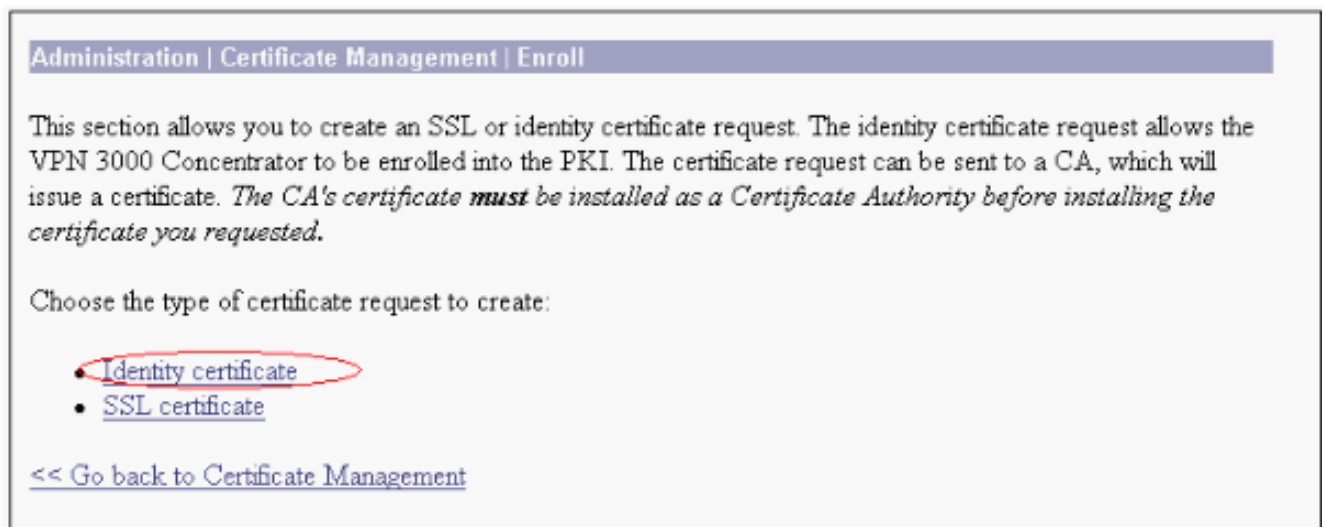 Administration | Certificate Management | Enroll
This section allows you to create an SSL or identity certificate request. The identity certificate request allows the
VPN 3000 Concentrator to be enrolled into the PKI. The certificate request can be sent to a CA, which will
issue a certificate. The CA's certificate must be installed as a Certificate Authority before installing the
certificate you requested.
Choose the type of certificate request to create:
• Identity certificate
• SSL certificate
<< Go back to Certificate Management